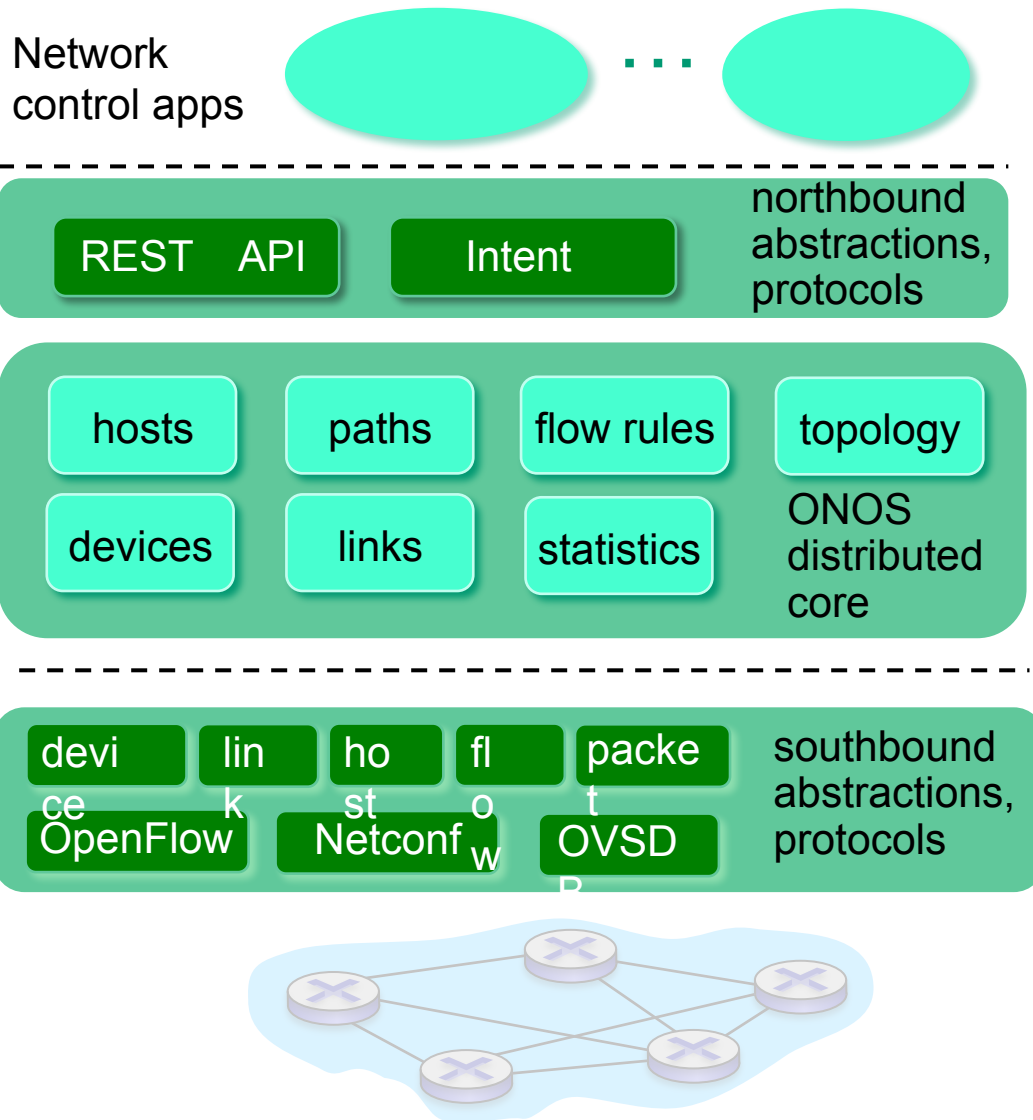 Network
control apps
...
northbound
abstractions,
protocols
REST API
Intent
hosts
paths
flow rules
topology
devices
links
statistics
ONOS
distributed
core
devi
ce
lin
k
ho
st
fl
o
w
packe
t
southbound
abstractions,
protocols
OpenFlow
Netconf
OVSD
B